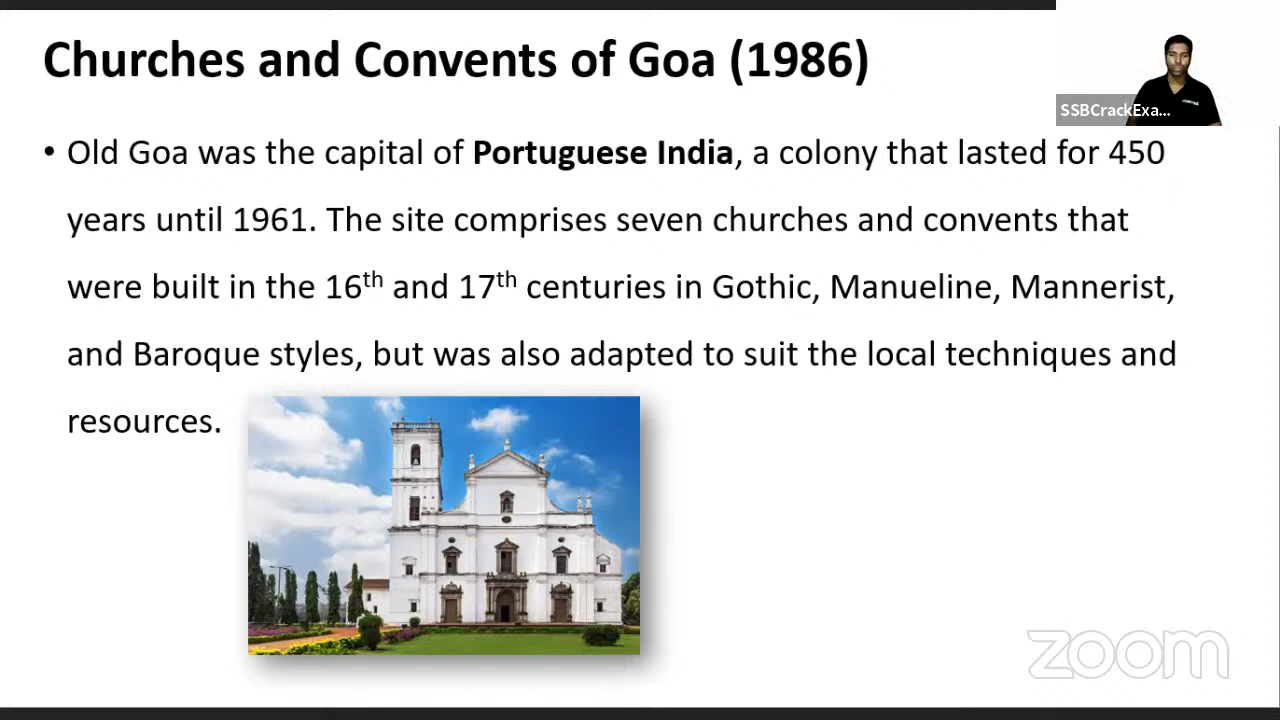 Churches and Convents of Goa (1986)
SSBCrackExa...
• Old Goa was the capital of Portuguese India, a colony that lasted for 450
years until 1961. The site comprises seven churches and convents that
were built in the 16th and 17th centuries in Gothic, Manueline, Mannerist,
and Baroque styles, but was also adapted to suit the local techniques and
resources.
zoom